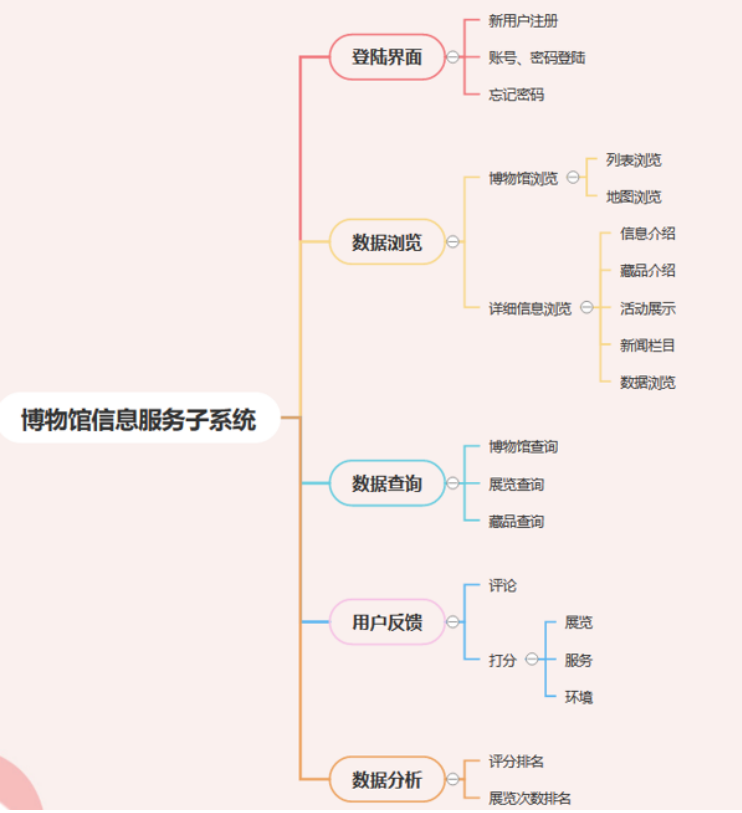 博物馆信息服务子系统
登陆界面
新用户注册
账号、密码登陆
忘记密码
数据浏览
博物馆浏览
列表浏览
地图浏览
详细信息浏览
信息介绍
藏品介绍
活动展示
新闻栏目
数据浏览
数据查询
博物馆查询
展览查询
藏品查询
用户反馈
评论
打分
展览
服务
环境
数据分析
评分排名
展览次数排名